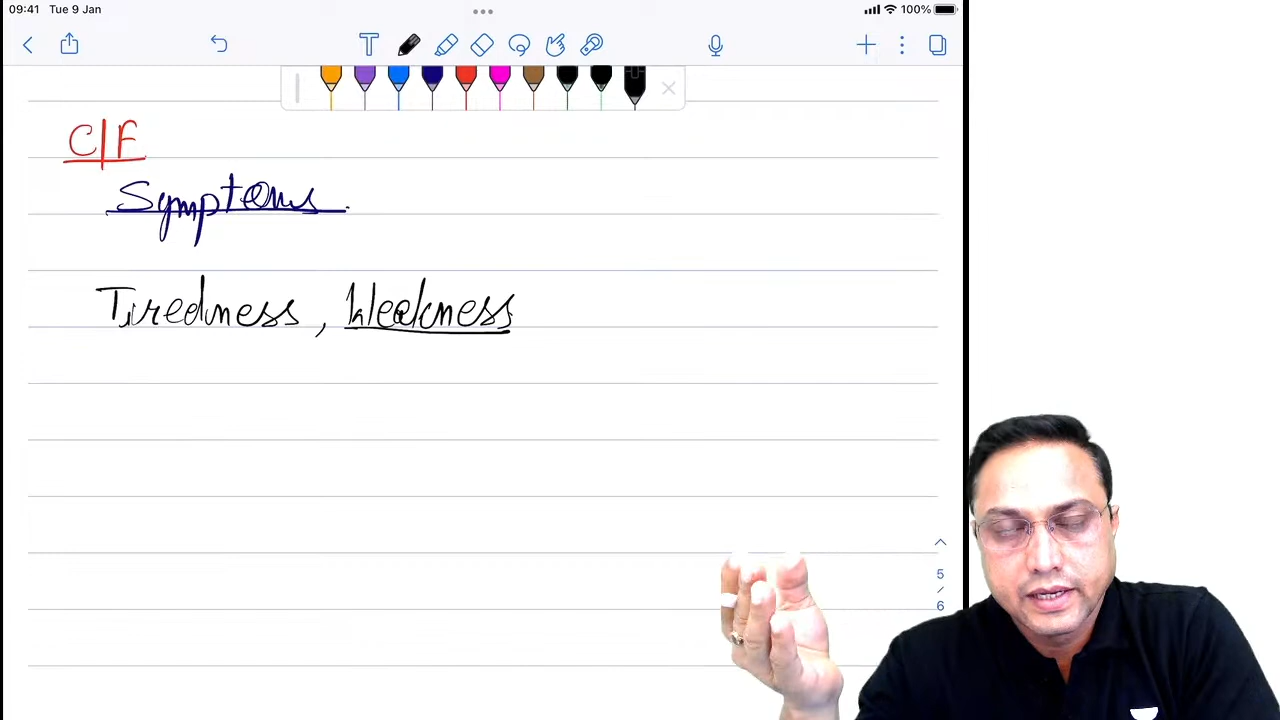 09:41 Tue 9 Jan
100%
T
C/F
Symptoms
Tiredness, Weakness
5
/
6